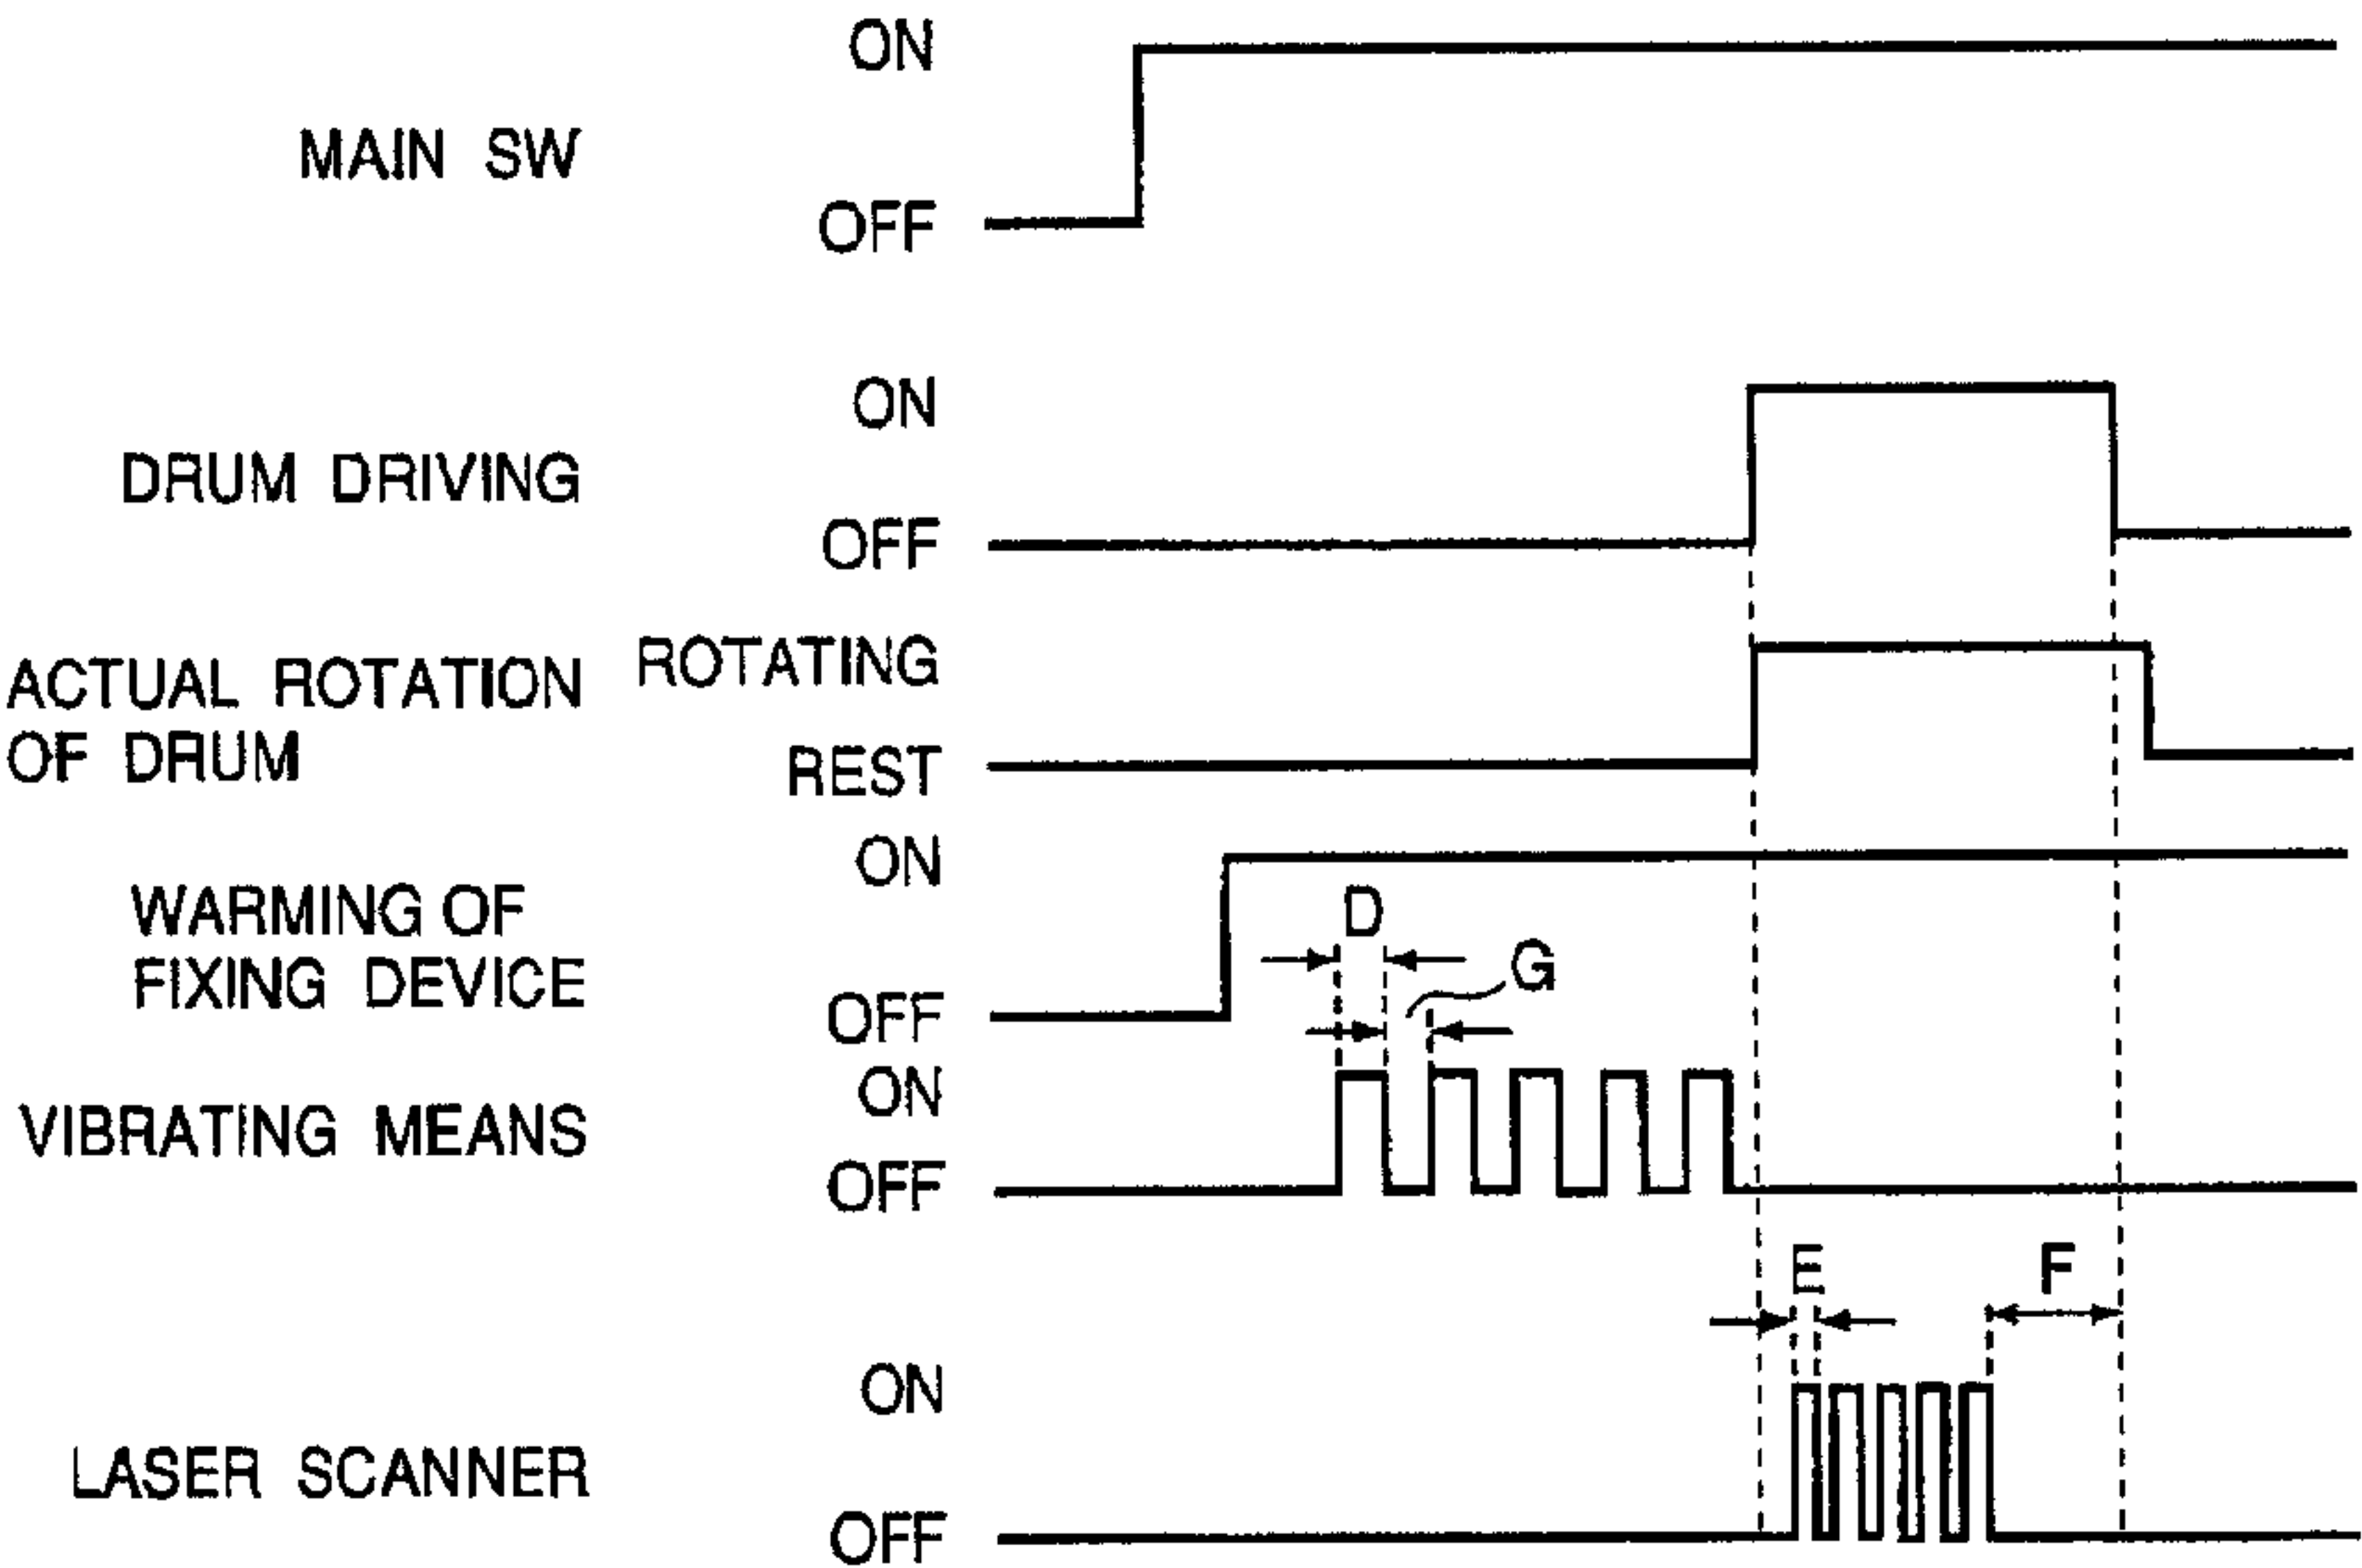 ON
MAIN SW
OFF
ON
DRUM DRIVING
OFF
ACTUAL ROTATION
OF DRUM
ROTATING
REST
ON
WARMING OF
FIXING DEVICE
OFF
D
G
ON
VIBRATING MEANS
OFF
E
F
ON
LASER SCANNER
OFF